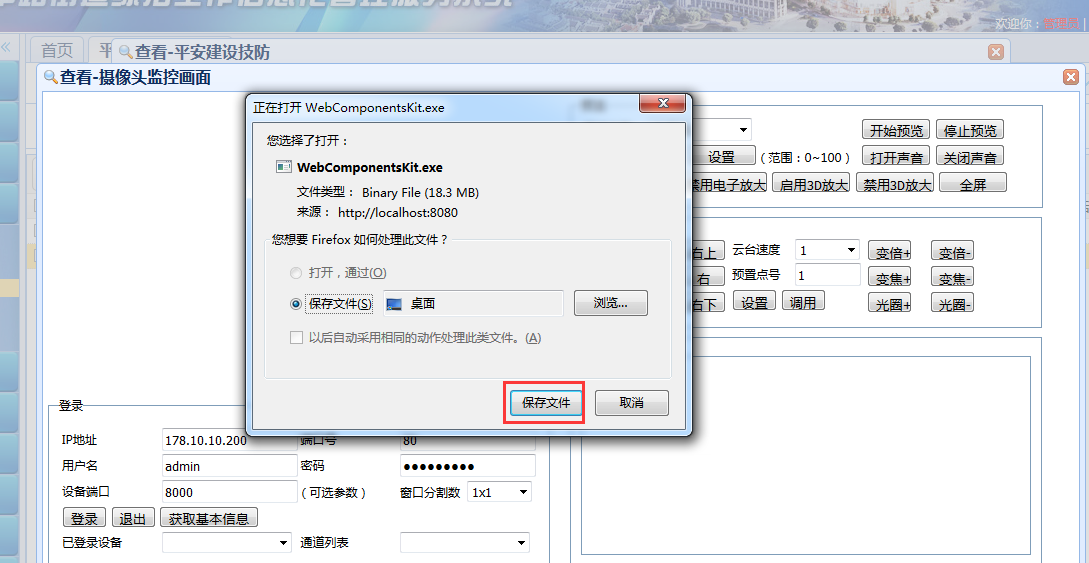 欢迎你：
首页
查看-平安建设技防
查看-摄像头监控画面
正在打开 WebComponentsKit.exe
您选择了打开：
WebComponentsKit.exe
文件类型： Binary File (18.3 MB)
来源： http://localhost:8080
您想要 Firefox 如何处理此文件？
打开，通过(O)
保存文件(S) 桌面 浏览...
以后自动采用相同的动作处理此类文件。(A)
保存文件 取消
开始预览 停止预览
设置 (范围：0~100) 打开声音 关闭声音
禁用电子放大 启用3D放大 禁用3D放大 全屏
右上 云台速度 1 变倍+ 变倍-
右 预置点号 1 变焦+ 变焦-
右下 设置 调用 光圈+ 光圈-
登录
IP地址 178.10.10.200 端口号 80
用户名 admin 密码 ●●●●●●●●●
设备端口 8000 (可选参数) 窗口分割数 1x1
登录 退出 获取基本信息
已登录设备 通道列表